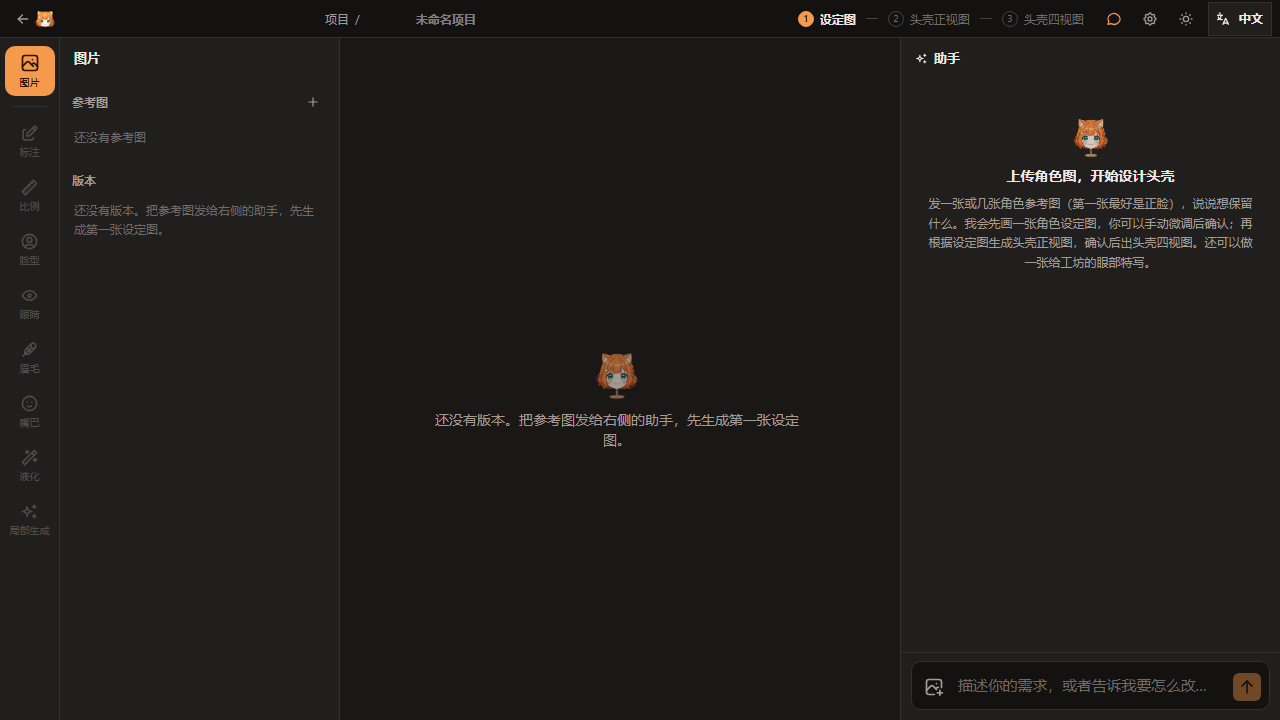 项目 /
未命名项目
1 设定图
2 头壳正视图
3 头壳四视图
中文
图片
标注
比例
脸型
眼睛
眉毛
嘴巴
液化
局部生成
图片
参考图
还没有参考图
版本
还没有版本。把参考图发给右侧的助手，先生
成第一张设定图。
还没有版本。把参考图发给右侧的助手，先生成第一张设定
图。
助手
上传角色图，开始设计头壳
发一张或几张角色参考图（第一张最好是正脸），说说想保留
什么。我会先画一张角色设定图，你可以手动微调后确认；再
根据设定图生成头壳正视图，确认后出头壳四视图。还可以做
一张给工坊的眼部特写。
描述你的需求，或者告诉我要怎么改...